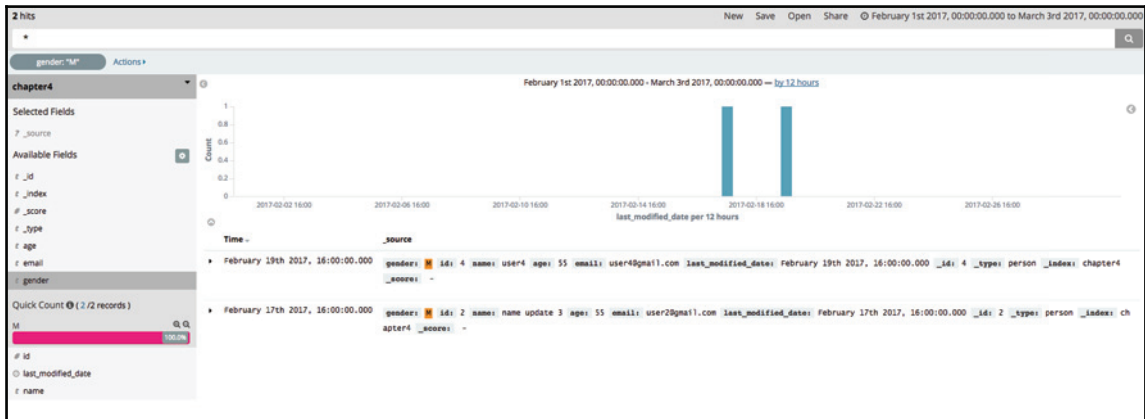 2 hits
New Save Open Share February 1st 2017, 00:00:00.000 to March 3rd 2017, 00:00:00.000
*
gender: "M" Actions
chapter4
Selected Fields
? _source
Available Fields
t _id
t _index
# _score
t _type
t age
t email
t gender
Quick Count ( 2 /2 records )
M
100.0%
# id
last_modified_date
t name
February 1st 2017, 00:00:00.000 - March 3rd 2017, 00:00:00.000 — by 12 hours
Count
1
0.8
0.6
0.4
0.2
0
2017-02-02 16:00 2017-02-06 16:00 2017-02-10 16:00 2017-02-14 16:00 2017-02-18 16:00 2017-02-22 16:00 2017-02-26 16:00
last_modified_date per 12 hours
Time _source
February 19th 2017, 16:00:00.000 gender: M id: 4 name: user4 age: 55 email: user4@gmail.com last_modified_date: February 19th 2017, 16:00:00.000 _id: 4 _type: person _index: chapter4
_score: -
February 17th 2017, 16:00:00.000 gender: M id: 2 name: name update 3 age: 55 email: user2@gmail.com last_modified_date: February 17th 2017, 16:00:00.000 _id: 2 _type: person _index: ch
apter4 _score: -